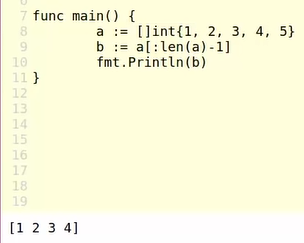 6
7 func main() {
8         a := []int{1, 2, 3, 4, 5}
9         b := a[:len(a)-1]
10         fmt.Println(b)
11 }
12
13
14
15
16
17
18
19
[1 2 3 4]